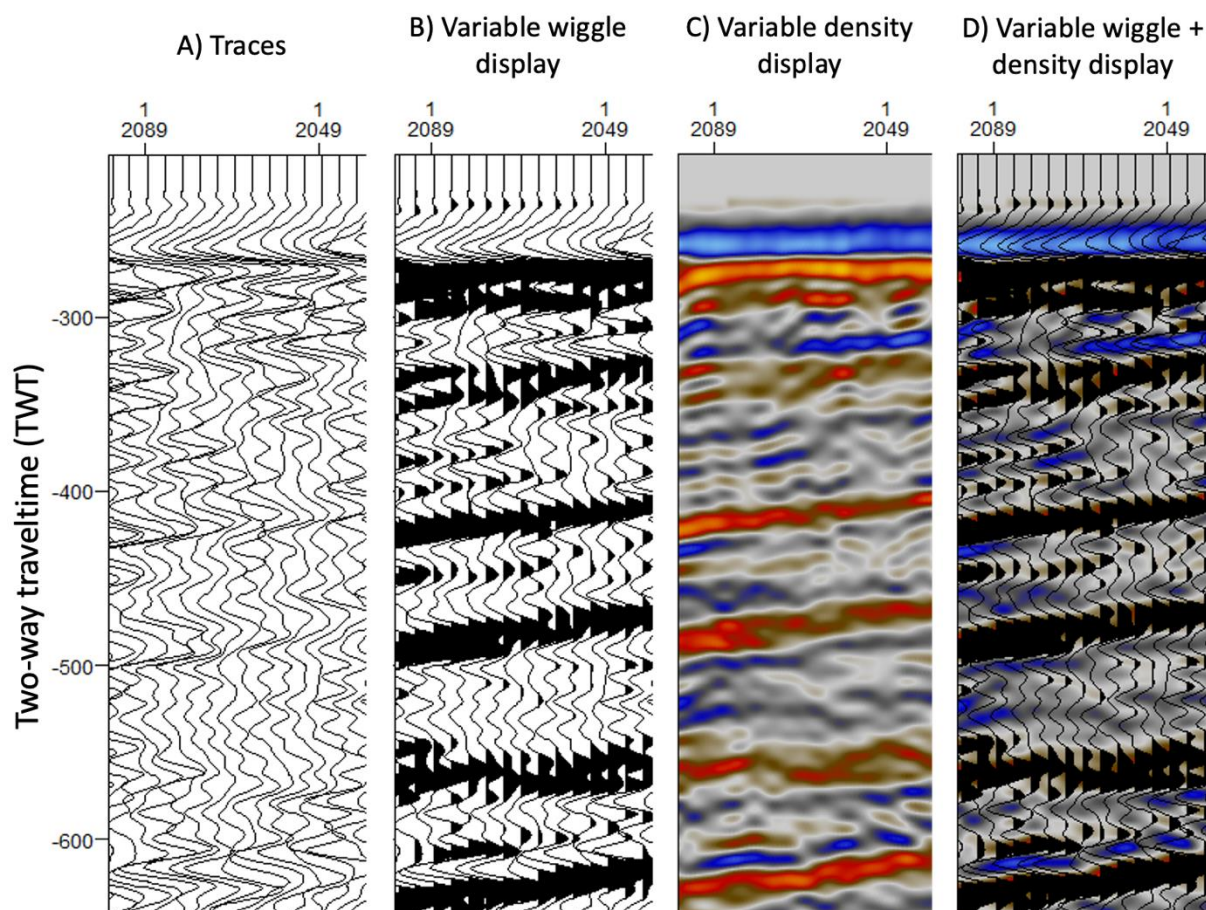 A) Traces
B) Variable wiggle
display
C) Variable density
display
D) Variable wiggle +
density display
1
2089
1
2049
1
2089
1
2049
1
2089
1
2049
1
2089
1
2049
Two-way traveltime (TWT)
-300
-400
-500
-600